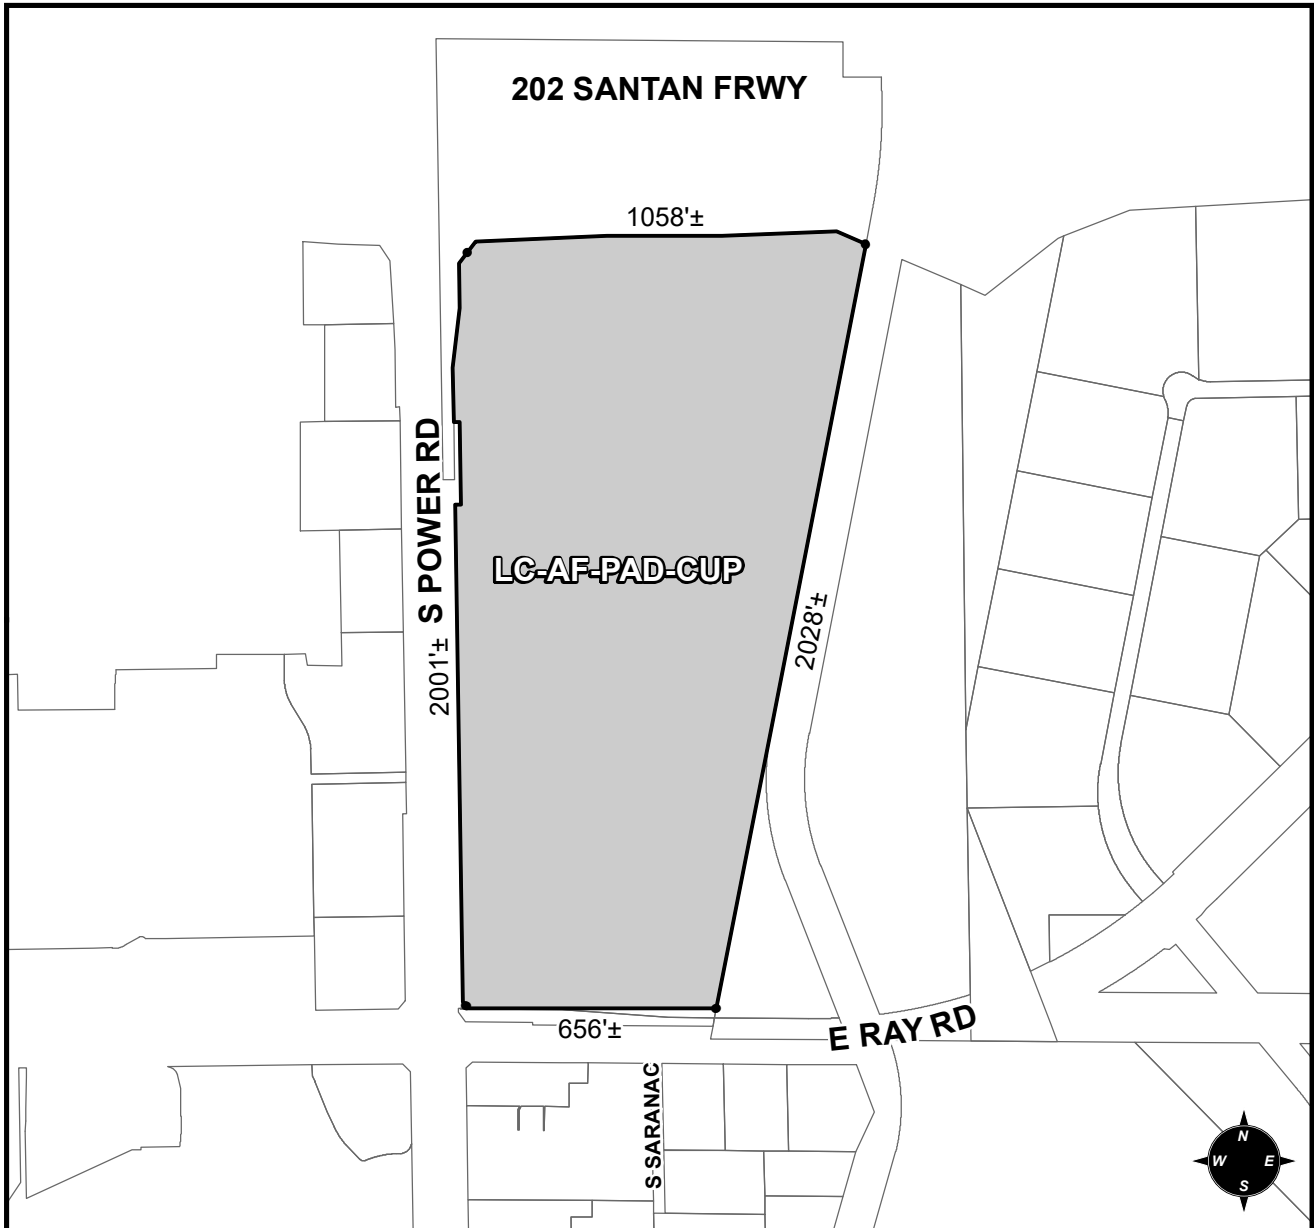 202 SANTAN FRWY
1058'±
S POWER RD
LC-AF-PAD-CUP
2001'±
2028'±
656'±
E RAY RD
S SARANAC
N
W E
S